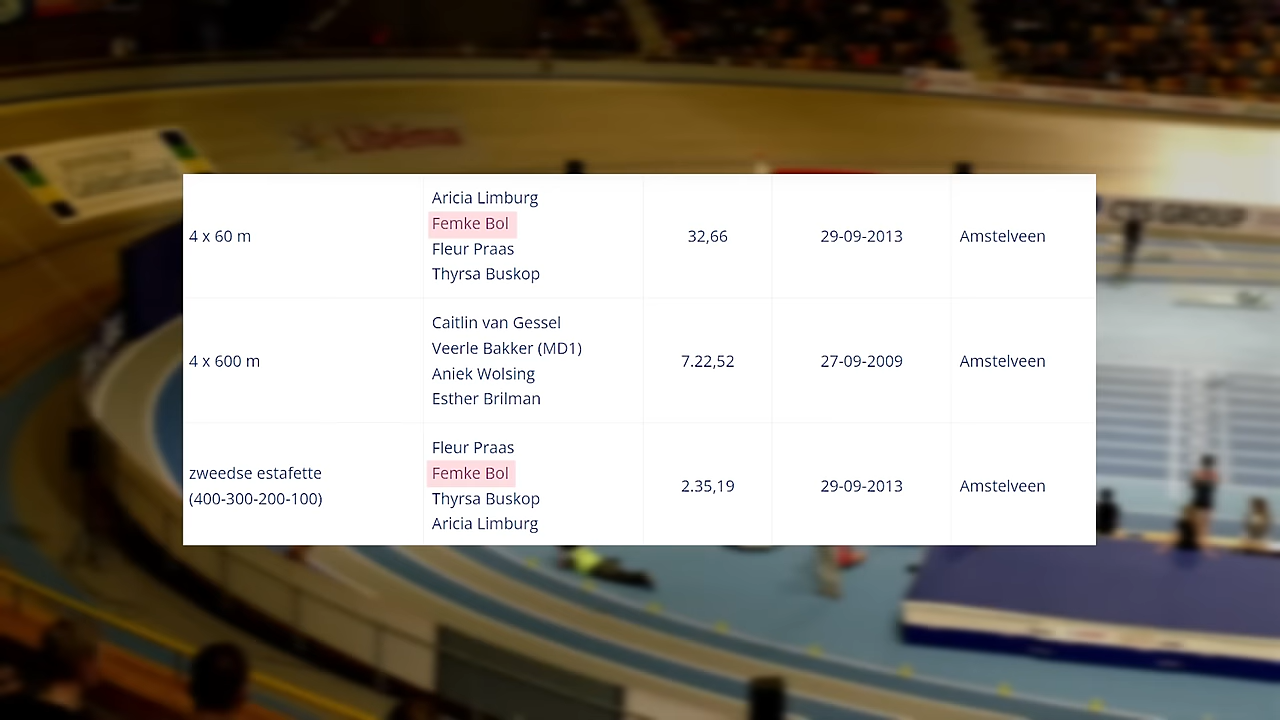 4 x 60 m
Aricia Limburg
Femke Bol
Fleur Praas
Thyrsa Buskop
32,66
29-09-2013
Amstelveen
4 x 600 m
Caitlin van Gessel
Veerle Bakker (MD1)
Aniek Wolsing
Esther Brilman
7.22,52
27-09-2009
Amstelveen
zweedse estafette
(400-300-200-100)
Fleur Praas
Femke Bol
Thyrsa Buskop
Aricia Limburg
2.35,19
29-09-2013
Amstelveen
GROUP